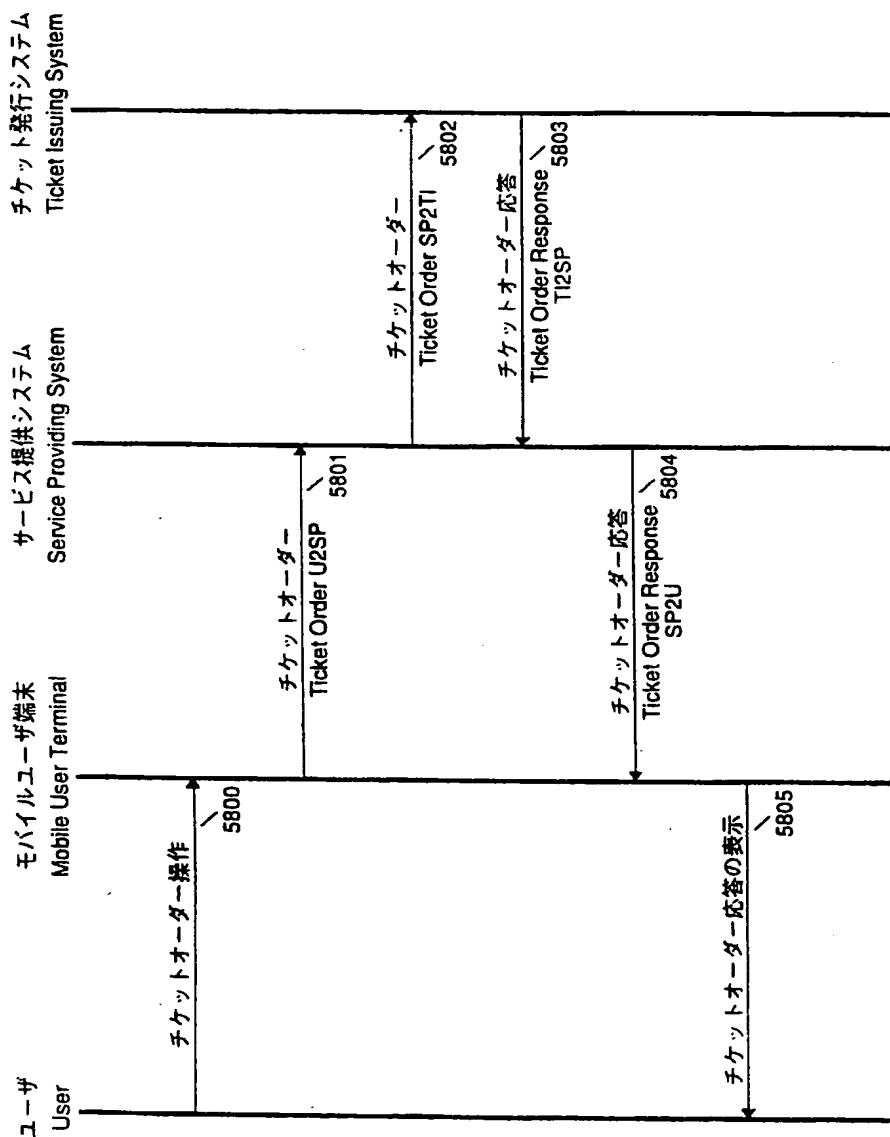 ユーザ
User
モバイルユーザ端末
Mobile User Terminal
サービス提供システム
Service Providing System
チケット発行システム
Ticket Issuing System
チケットオーダー操作
5800
チケットオーダー
Ticket Order U2SP
5801
チケットオーダー
Ticket Order SP2TI
5802
チケットオーダー応答
Ticket Order Response
TI2SP
5803
チケットオーダー応答
Ticket Order Response
SP2U
5804
チケットオーダー応答の表示
5805